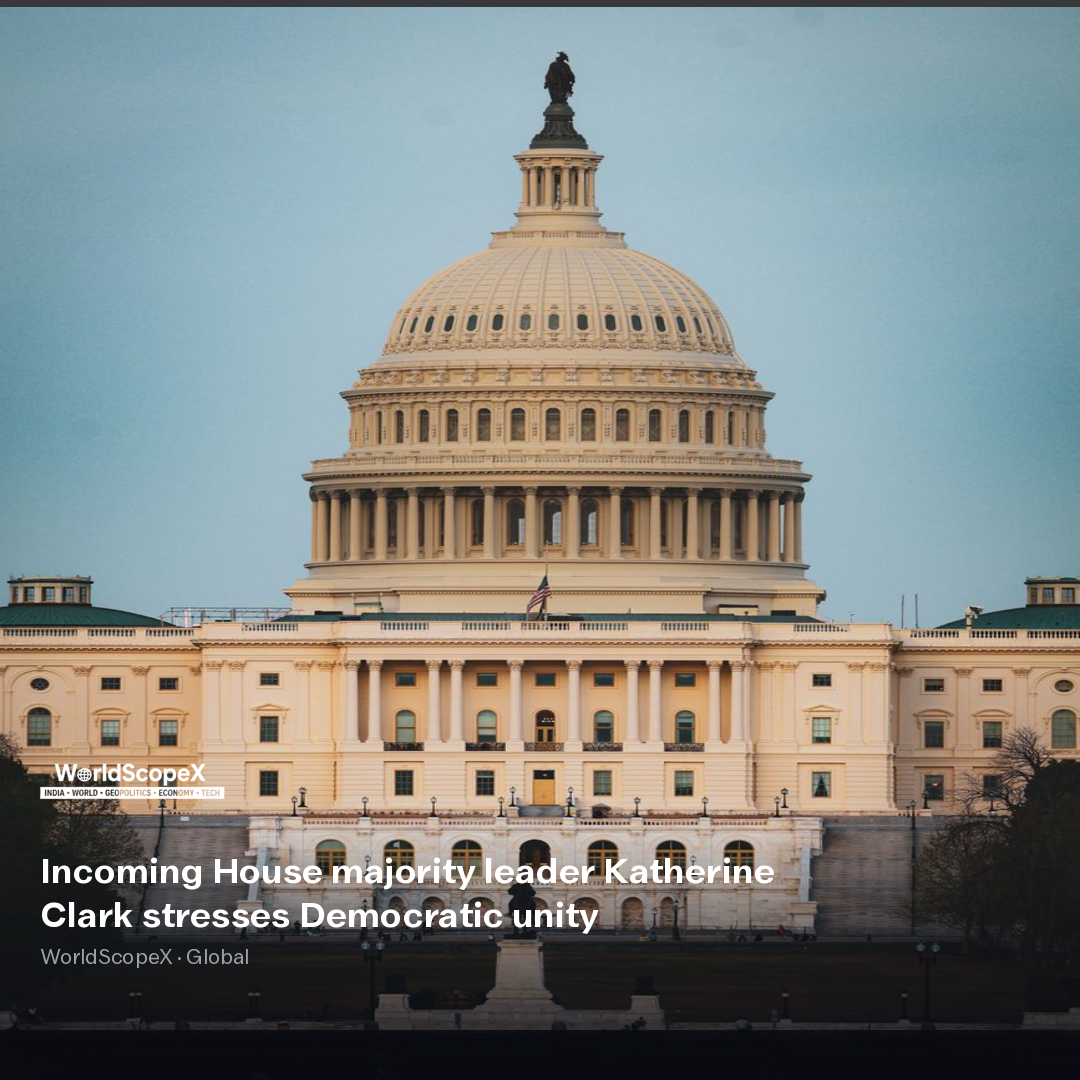 WorldScopeX
INDIA • WORLD • GEOPOLITICS • ECONOMY • TECH
Incoming House majority leader Katherine
Clark stresses Democratic unity
WorldScopeX · Global